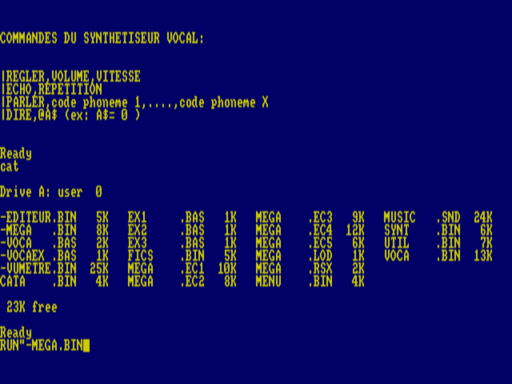 COMMANDES DU SYNTHETISEUR VOCAL:
|REGLER,VOLUME,VITESSE
|ECHO,REPETITION
|PARLER,code phoneme 1,....,code phoneme X
|DIRE,@A$ (ex: A$= 0 )
Ready
cat
Drive A: user  0
-EDITEUR.BIN   5K   EX1     .BAS   1K   MEGA    .EC3   9K   MUSIC   .SND  24K
-MEGA   .BIN   8K   EX2     .BAS   1K   MEGA    .EC4  12K   SYNT    .BIN   6K
-VOCA   .BAS   2K   EX3     .BAS   1K   MEGA    .EC5   6K   UTIL    .BIN   7K
-VOCAEX .BAS   1K   FICS    .BIN   5K   MEGA    .LOD   1K   VOCA    .BIN  13K
-VUMETRE.BIN  25K   MEGA    .EC1  10K   MEGA    .RSX   2K
CATA    .BIN   4K   MEGA    .EC2   8K   MENU    .BIN   4K
23K free
Ready
RUN"-MEGA.BIN